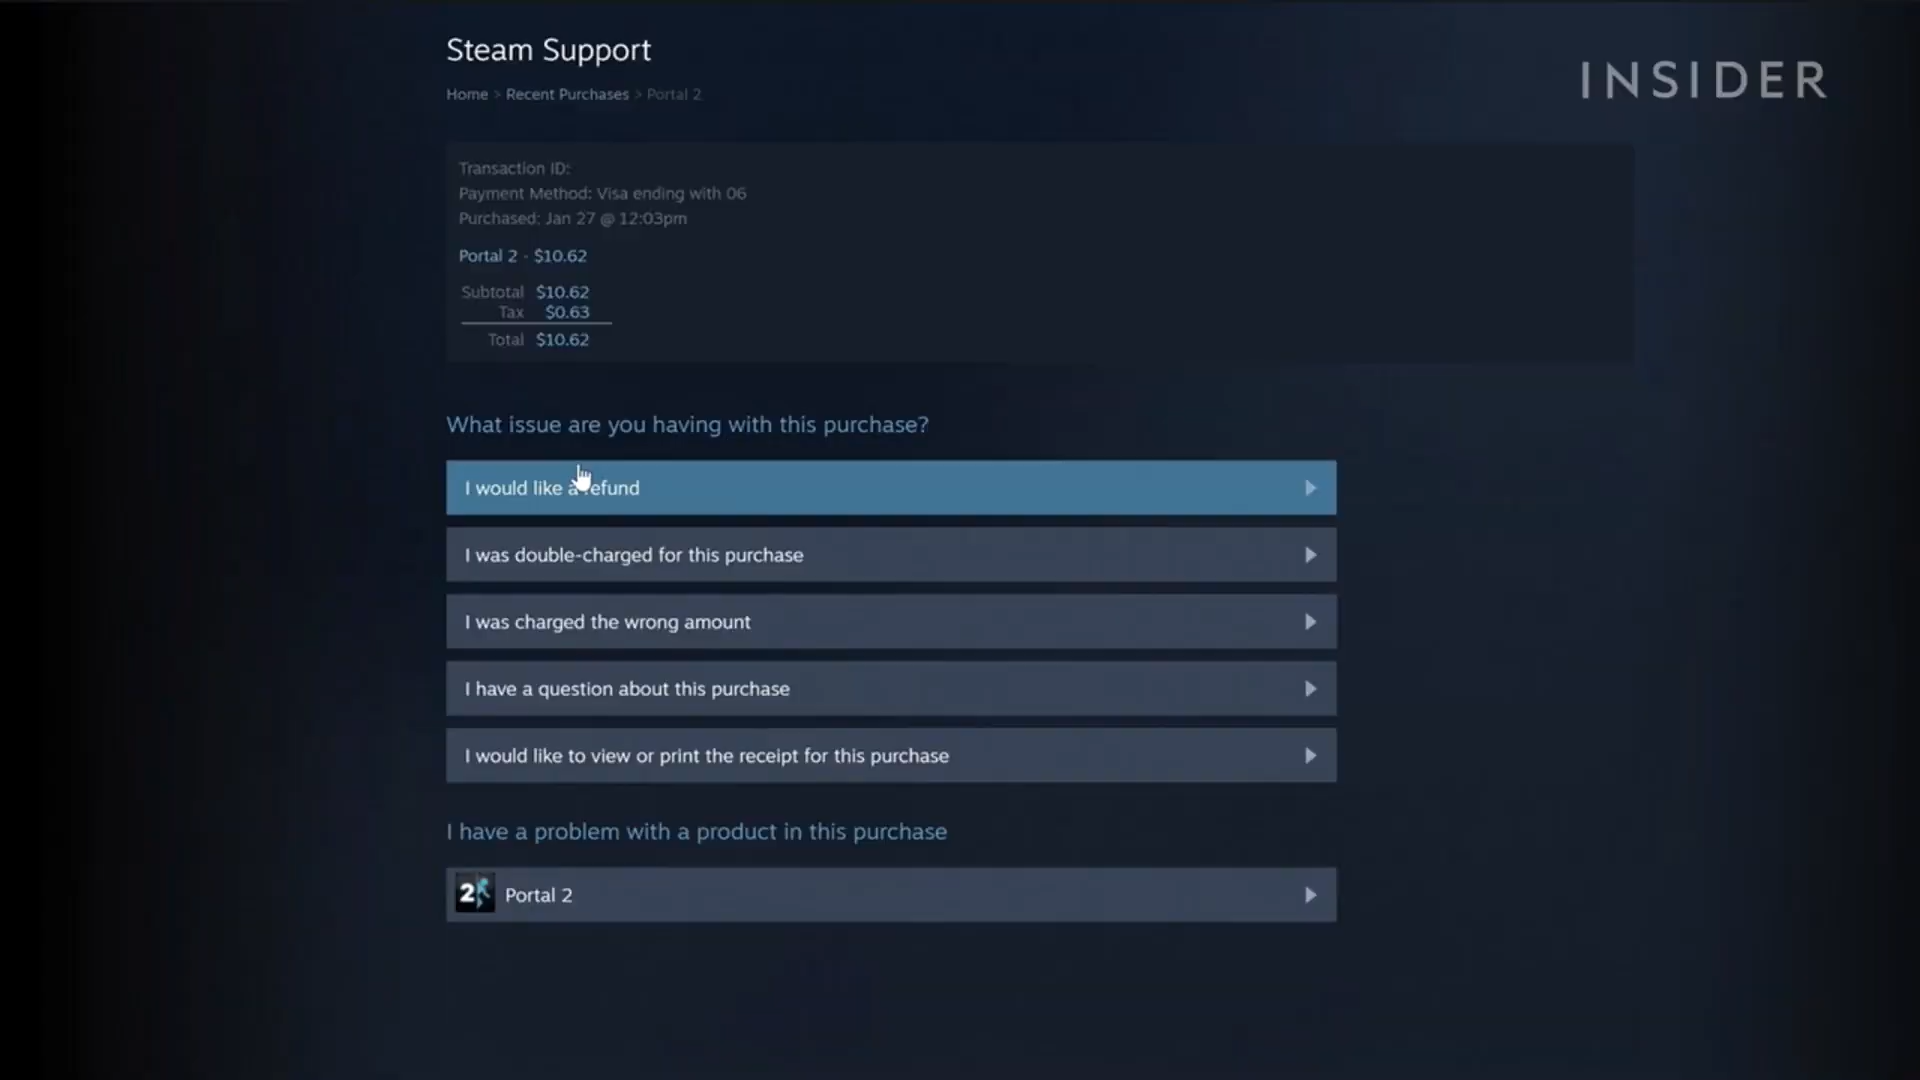 Steam Support
INSIDER
Home > Recent Purchases > Portal 2
Transaction ID:
Payment Method: Visa ending with 06
Purchased: Jan 27 @ 12:03pm
Portal 2 - $10.62
Subtotal $10.62
Tax $0.63
Total $10.62
What issue are you having with this purchase?
I would like a refund
I was double-charged for this purchase
I was charged the wrong amount
I have a question about this purchase
I would like to view or print the receipt for this purchase
I have a problem with a product in this purchase
2 Portal 2